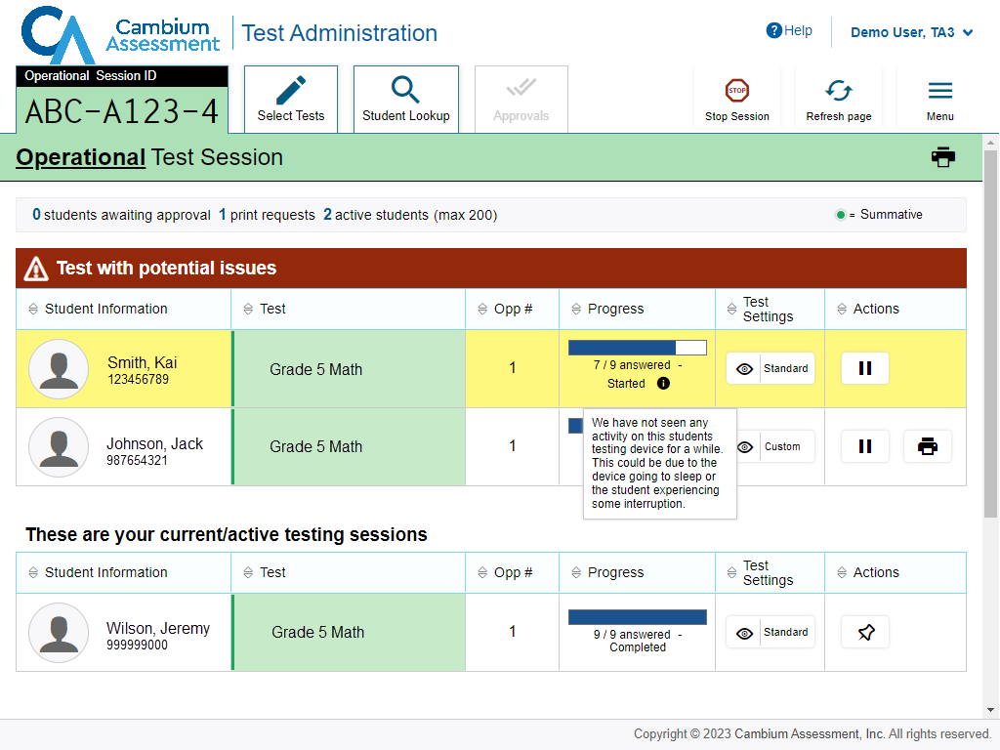 Cambium
Assessment
Test Administration
? Help
Demo User, TA3
Operational Session ID
ABC-A123-4
Select Tests
Student Lookup
Approvals
STOP
Stop Session
Refresh page
Menu
Operational Test Session
0 students awaiting approval 1 print requests 2 active students (max 200)
= Summative
Test with potential issues
Student Information
Test
Opp #
Progress
Test
Settings
Actions
Smith, Kai
123456789
Grade 5 Math
1
7 / 9 answered -
Started
Standard
Johnson, Jack
987654321
Grade 5 Math
1
We have not seen any
activity on this students
testing device for a while.
This could be due to the
device going to sleep or
the student experiencing
some interruption.
Custom
These are your current/active testing sessions
Student Information
Test
Opp #
Progress
Test
Settings
Actions
Wilson, Jeremy
999999000
Grade 5 Math
1
9 / 9 answered -
Completed
Standard
Copyright © 2023 Cambium Assessment, Inc. All rights reserved.